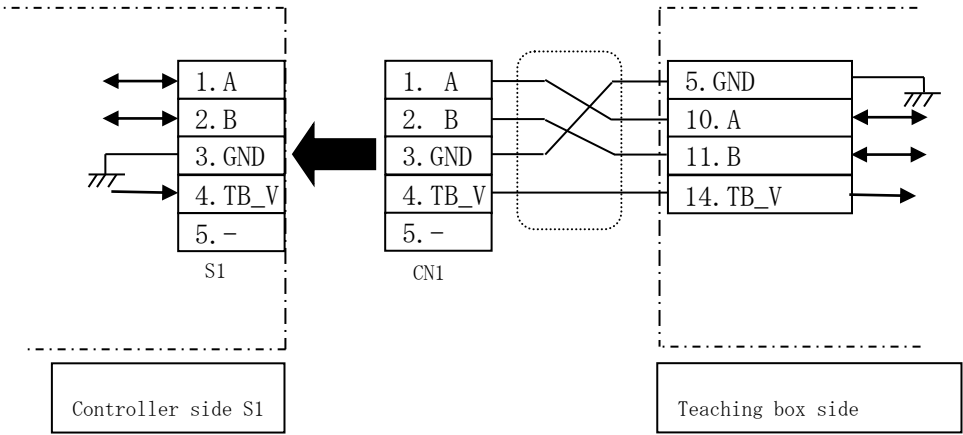 1. A
2. B
3. GND
4. TB_V
5. -
S1
1. A
2. B
3. GND
4. TB_V
5. -
CN1
5. GND
10. A
11. B
14. TB_V
Controller side S1
Teaching box side